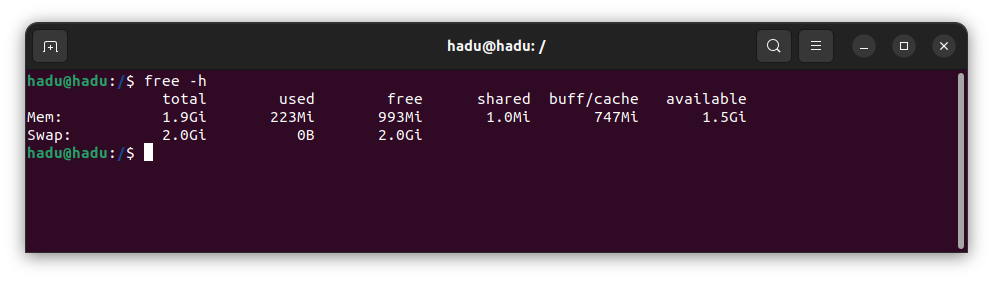 hadu@hadu: /
hadu@hadu:/$ free -h
total used free shared buff/cache available
Mem: 1.9Gi 223Mi 993Mi 1.0Mi 747Mi 1.5Gi
Swap: 2.0Gi 0B 2.0Gi
hadu@hadu:/$